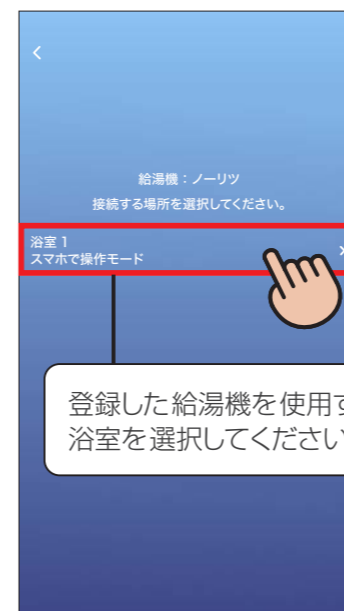 給湯機：ノーリツ
接続する場所を選択してください。
浴室 1
スマホで操作モード
登録した給湯機を使用す
浴室を選択してください